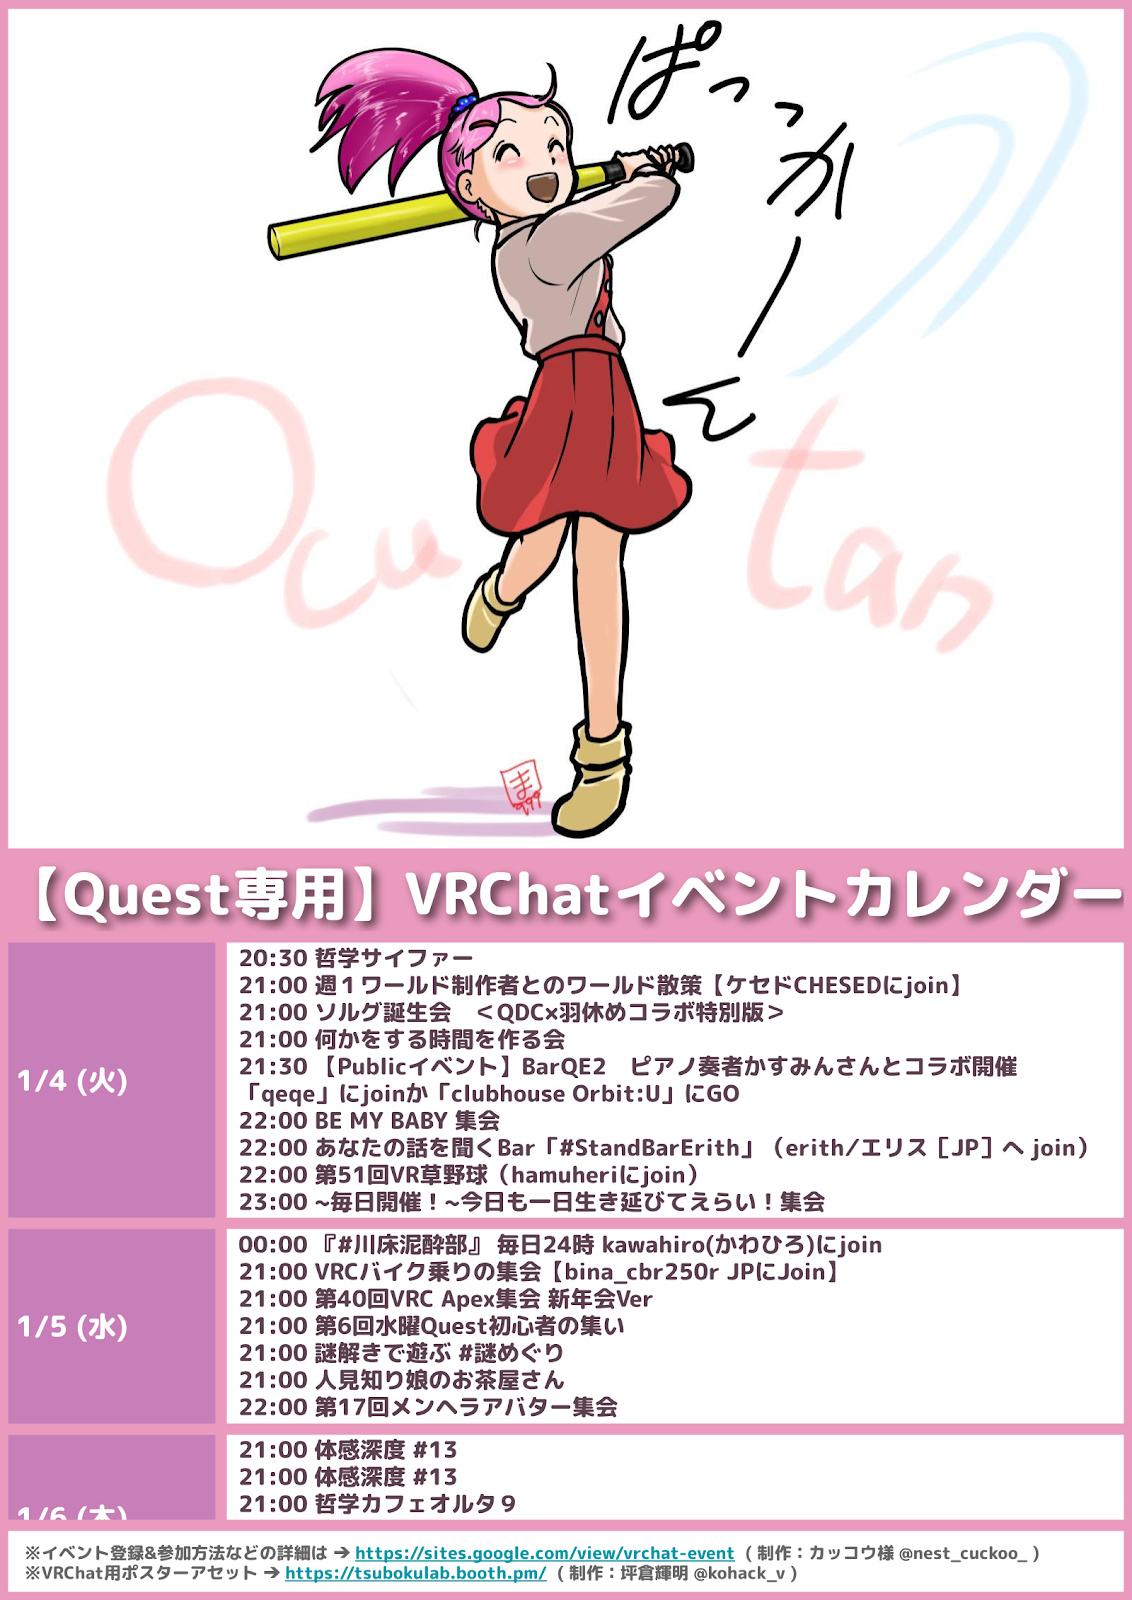 ぱっっかーん
Ocu tan
ま
999
【Quest専用】VRChatイベントカレンダー
1/4 (火)
20:30 哲学サイファー
21:00 週１ワールド制作者とのワールド散策【ケセドCHESEDにjoin】
21:00 ソルグ誕生会　＜QDC×羽休めコラボ特別版＞
21:00 何かをする時間を作る会
21:30 【Publicイベント】BarQE2　ピアノ奏者かすみんさんとコラボ開催
「qeqe」にjoinか「clubhouse Orbit:U」にGO
22:00 BE MY BABY 集会
22:00 あなたの話を聞くBar「#StandBarErith」（erith/エリス［JP］へ join）
22:00 第51回VR草野球（hamuheriにjoin）
23:00 ~毎日開催！~今日も一日生き延びてえらい！集会
1/5 (水)
00:00 『#川床泥酔部』 毎日24時 kawahiro(かわひろ)にjoin
21:00 VRCバイク乗りの集会【bina_cbr250r JPにJoin】
21:00 第40回VRC Apex集会 新年会Ver
21:00 第6回水曜Quest初心者の集い
21:00 謎解きで遊ぶ #謎めぐり
21:00 人見知り娘のお茶屋さん
22:00 第17回メンヘラアバター集会
1/6 (木)
21:00 体感深度 #13
21:00 体感深度 #13
21:00 哲学カフェオルタ９
※イベント登録&参加方法などの詳細は ➔ https://sites.google.com/view/vrchat-event （ 制作：カッコウ様 @nest_cuckoo_ ）
※VRChat用ポスターアセット ➔ https://tsubokulab.booth.pm/ （ 制作：坪倉輝明 @kohack_v ）